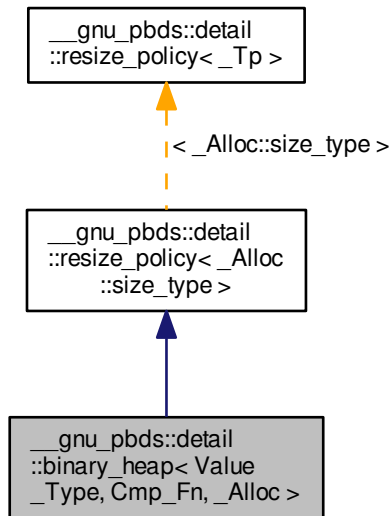 __gnu_pbds::detail
::resize_policy< _Tp >
< _Alloc::size_type >
__gnu_pbds::detail
::resize_policy< _Alloc
::size_type >
__gnu_pbds::detail
::binary_heap< Value
_Type, Cmp_Fn, _Alloc >